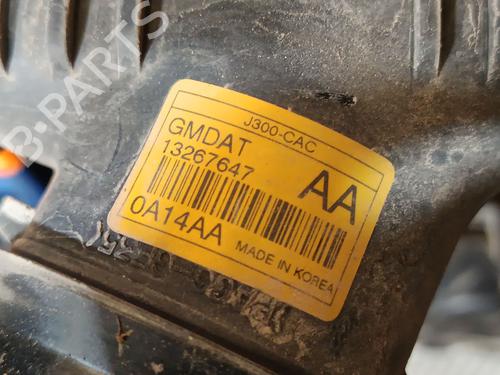 B-PARTS
J300-CAC
GMDAT
13267647
AA
0A14AA
MADE IN KOREA